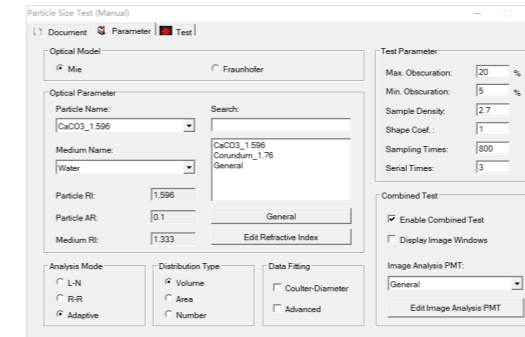 Particle Size Test (Manual)
Document Parameter Test
Optical Model
Mie Fraunhofer
Optical Parameter
Particle Name: Search:
CaCO3_1.596
Medium Name:
Water
CaCO3_1.596
Corundum_1.76
General
Particle RI: 1.596
Particle AR: 0.1 General
Medium RI: 1.333 Edit Refractive Index
Analysis Mode
L-N
R-R
Adaptive
Distribution Type
Volume
Area
Number
Data Fitting
Coulter-Diameter
Advanced
Test Parameter
Max. Obscuration: 20 %
Min. Obscuration: 5 %
Sample Density: 2.7
Shape Coef. : 1
Sampling Times: 800
Serial Times: 3
Combined Test
Enable Combined Test
Display Image Windows
Image Analysis PMT:
General
Edit Image Analysis PMT